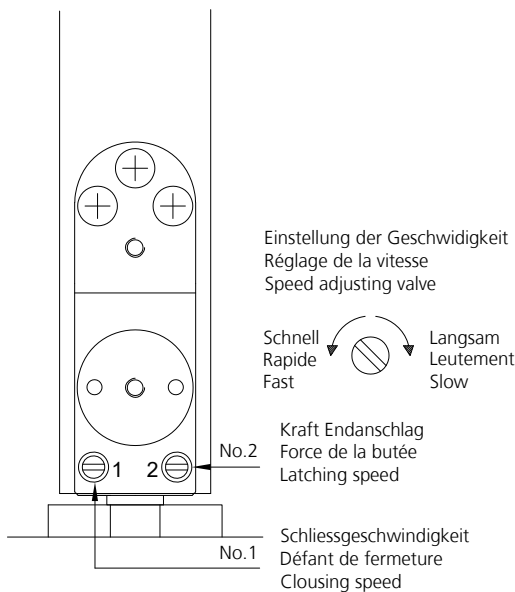 Einstellung der Geschwidigkeit
Réglage de la vitesse
Speed adjusting valve
Schnell
Rapide
Fast
Langsam
Leutement
Slow
Kraft Endanschlag
Force de la butée
Latching speed
No.2
1 2
Schliessgeschwindigkeit
Défant de fermeture
Clousing speed
No.1